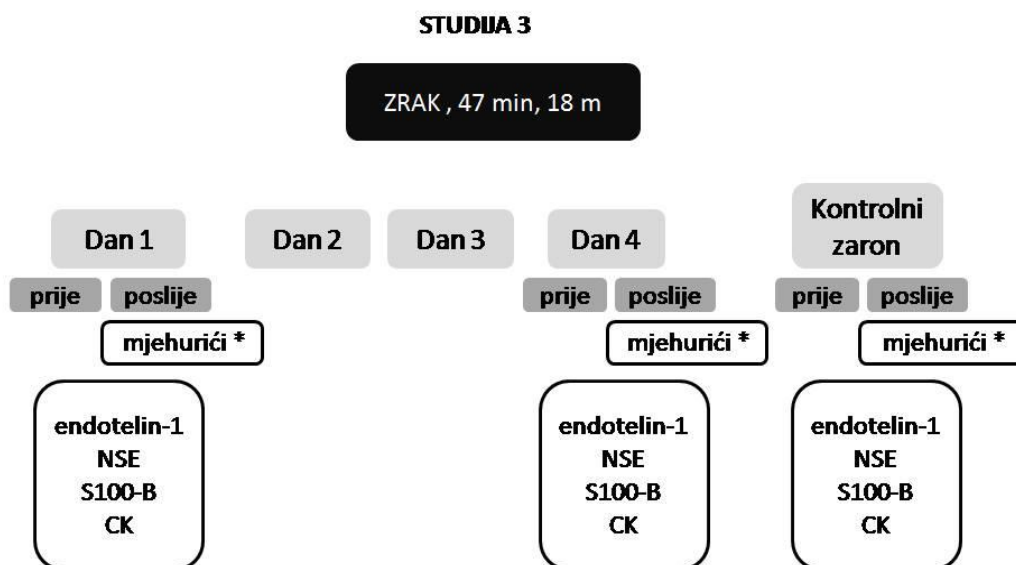 STUDIJA 3
ZRAK , 47 min, 18 m
Dan 1
Dan 2
Dan 3
Dan 4
Kontrolni
zaron
prije
poslije
prije
poslije
prije
poslije
mjehurići *
mjehurići *
mjehurići *
endotelin-1
NSE
S100-B
CK
endotelin-1
NSE
S100-B
CK
endotelin-1
NSE
S100-B
CK